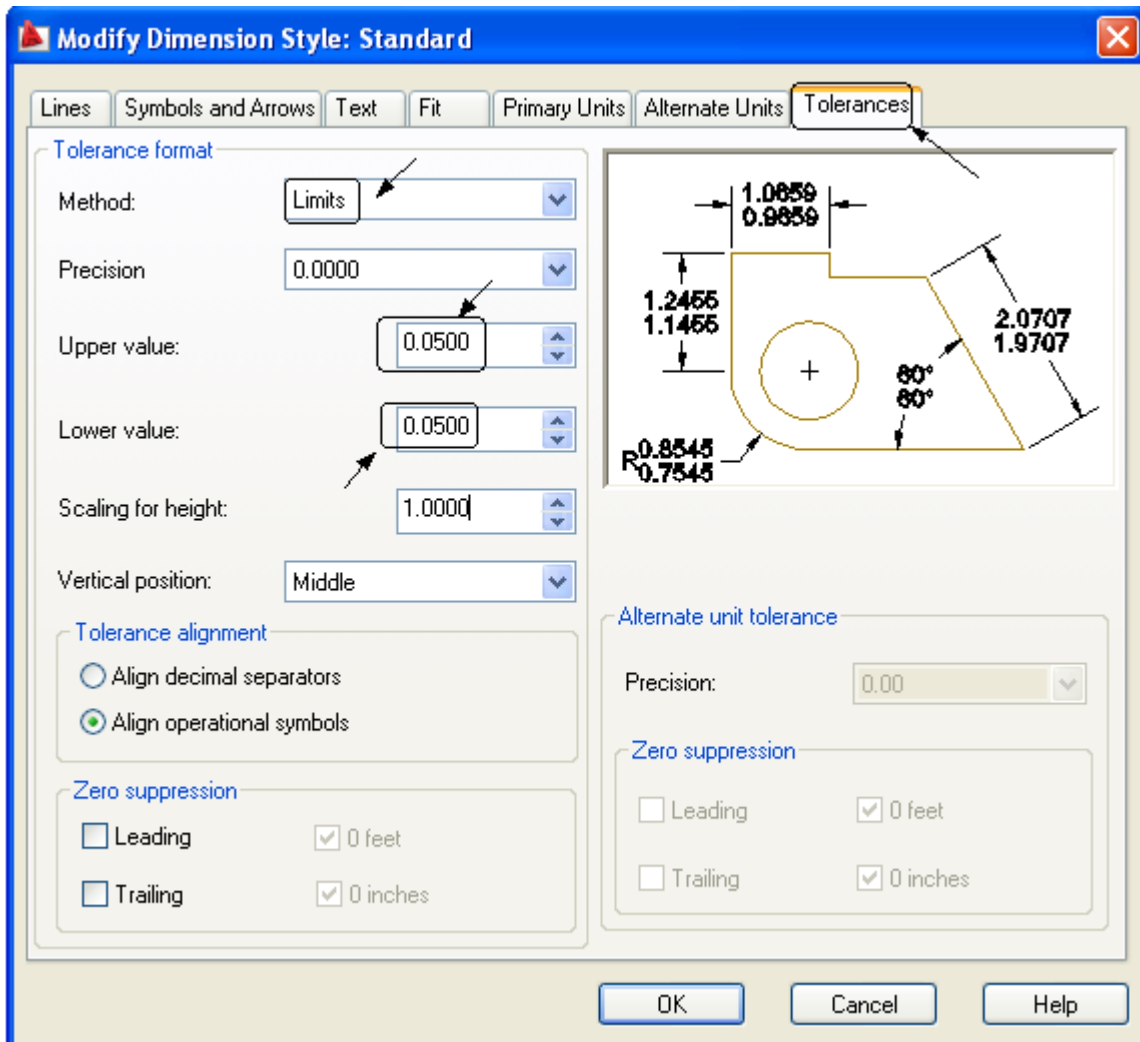 Modify Dimension Style: Standard
Lines Symbols and Arrows Text Fit Primary Units Alternate Units Tolerances
Tolerance format
Method: Limits
Precision 0.0000
Upper value: 0.0500
Lower value: 0.0500
Scaling for height: 1.0000
Vertical position: Middle
Tolerance alignment
Align decimal separators
Align operational symbols
Zero suppression
Leading 0 feet
Trailing 0 inches
1.0659
0.9659
1.2455
1.1455
2.0707
1.9707
60°
60°
R0.8545
0.7545
Alternate unit tolerance
Precision: 0.00
Zero suppression
Leading 0 feet
Trailing 0 inches
OK Cancel Help